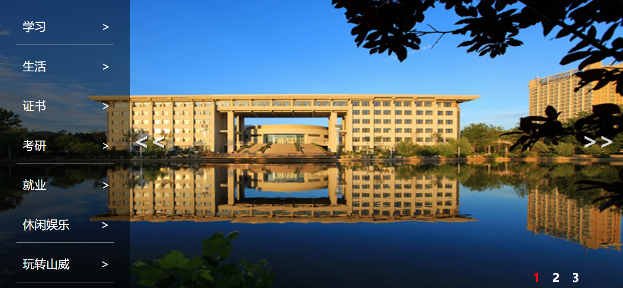 学习 >
生活 >
证书 >
考研 >
<< >>
就业 >
休闲娱乐 >
玩转山威 >
1 2 3